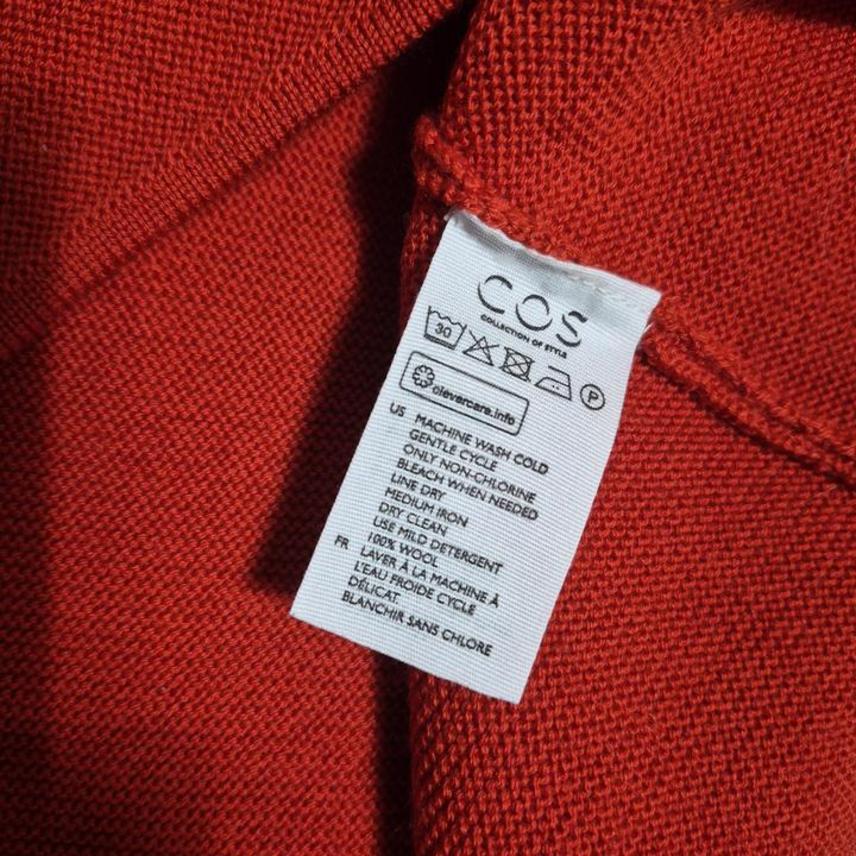 COS
COLLECTION OF STYLE
30
P
clevercare.info
US MACHINE WASH COLD
GENTLE CYCLE
ONLY NON-CHLORINE
BLEACH WHEN NEEDED
LINE DRY
MEDIUM IRON
DRY CLEAN
USE MILD DETERGENT
100% WOOL
FR LAVER À LA MACHINE À
L'EAU FROIDE CYCLE
DÉLICAT.
BLANCHIR SANS CHLORE